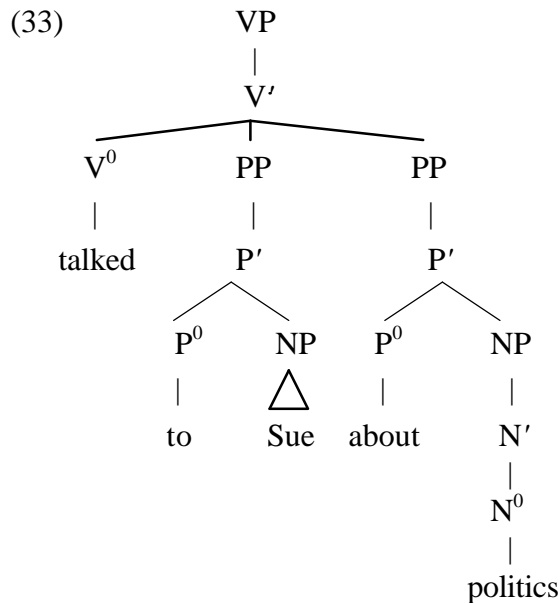 (33) VP
V′
V⁰ PP PP
talked P′ P′
P⁰ NP P⁰ NP
to Sue about N′
N⁰
politics